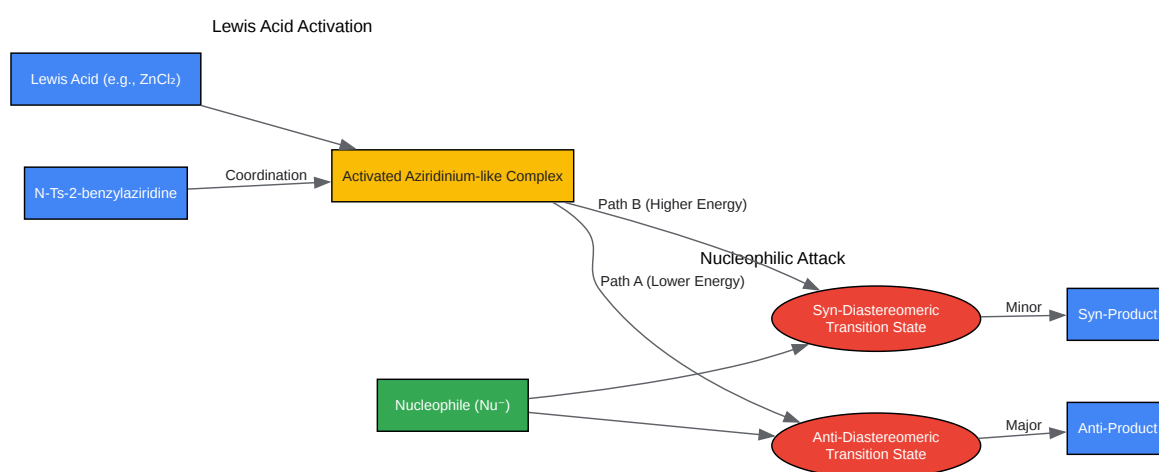 Lewis Acid Activation
Lewis Acid (e.g., ZnCl₂)
N-Ts-2-benzylaziridine
Coordination
Activated Aziridinium-like Complex
Path B (Higher Energy)
Nucleophilic Attack
Path A (Lower Energy)
Syn-Diastereomeric
Transition State
Minor
Syn-Product
Nucleophile (Nu⁻)
Anti-Diastereomeric
Transition State
Major
Anti-Product